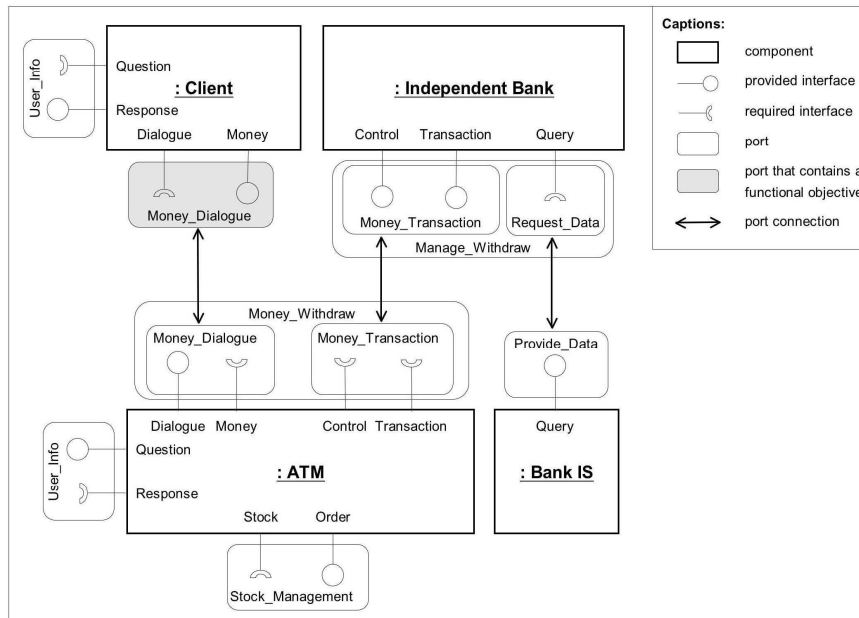 Captions:
component
provided interface
required interface
port
port that contains a
functional objective
port connection
User_Info
Question
Response
: Client
Dialogue Money
Money_Dialogue
: Independent Bank
Control Transaction Query
Money_Transaction
Request_Data
Manage_Withdraw
Money_Withdraw
Money_Dialogue
Money_Transaction
Provide_Data
Dialogue Money Control Transaction
User_Info
Question
Response
: ATM
Stock Order
Stock_Management
Query
: Bank IS